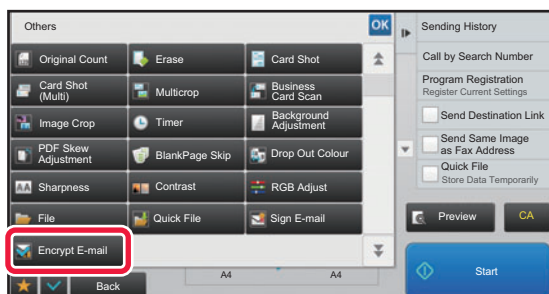 Others
OK
Original Count
Erase
Card Shot
Card Shot
(Multi)
Multicrop
Business
Card Scan
Image Crop
Timer
Background
Adjustment
PDF Skew
Adjustment
BlankPage Skip
Drop Out Colour
AA Sharpness
Contrast
RGB Adjust
File
Quick File
Sign E-mail
Encrypt E-mail
Back
A4
A4
Sending History
Call by Search Number
Program Registration
Register Current Settings
Send Destination Link
Send Same Image
as Fax Address
Quick File
Store Data Temporarily
Preview
CA
Start